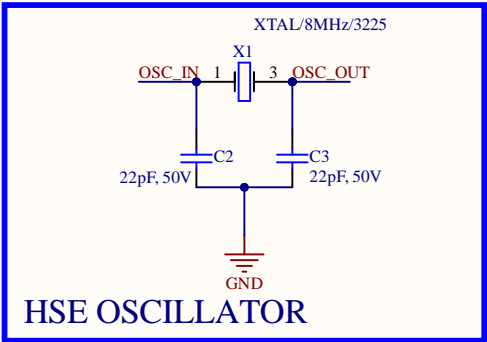 XTAL/8MHz/3225
X1
OSC_IN 1 3 OSC_OUT
C2 C3
22pF, 50V 22pF, 50V
GND
HSE OSCILLATOR